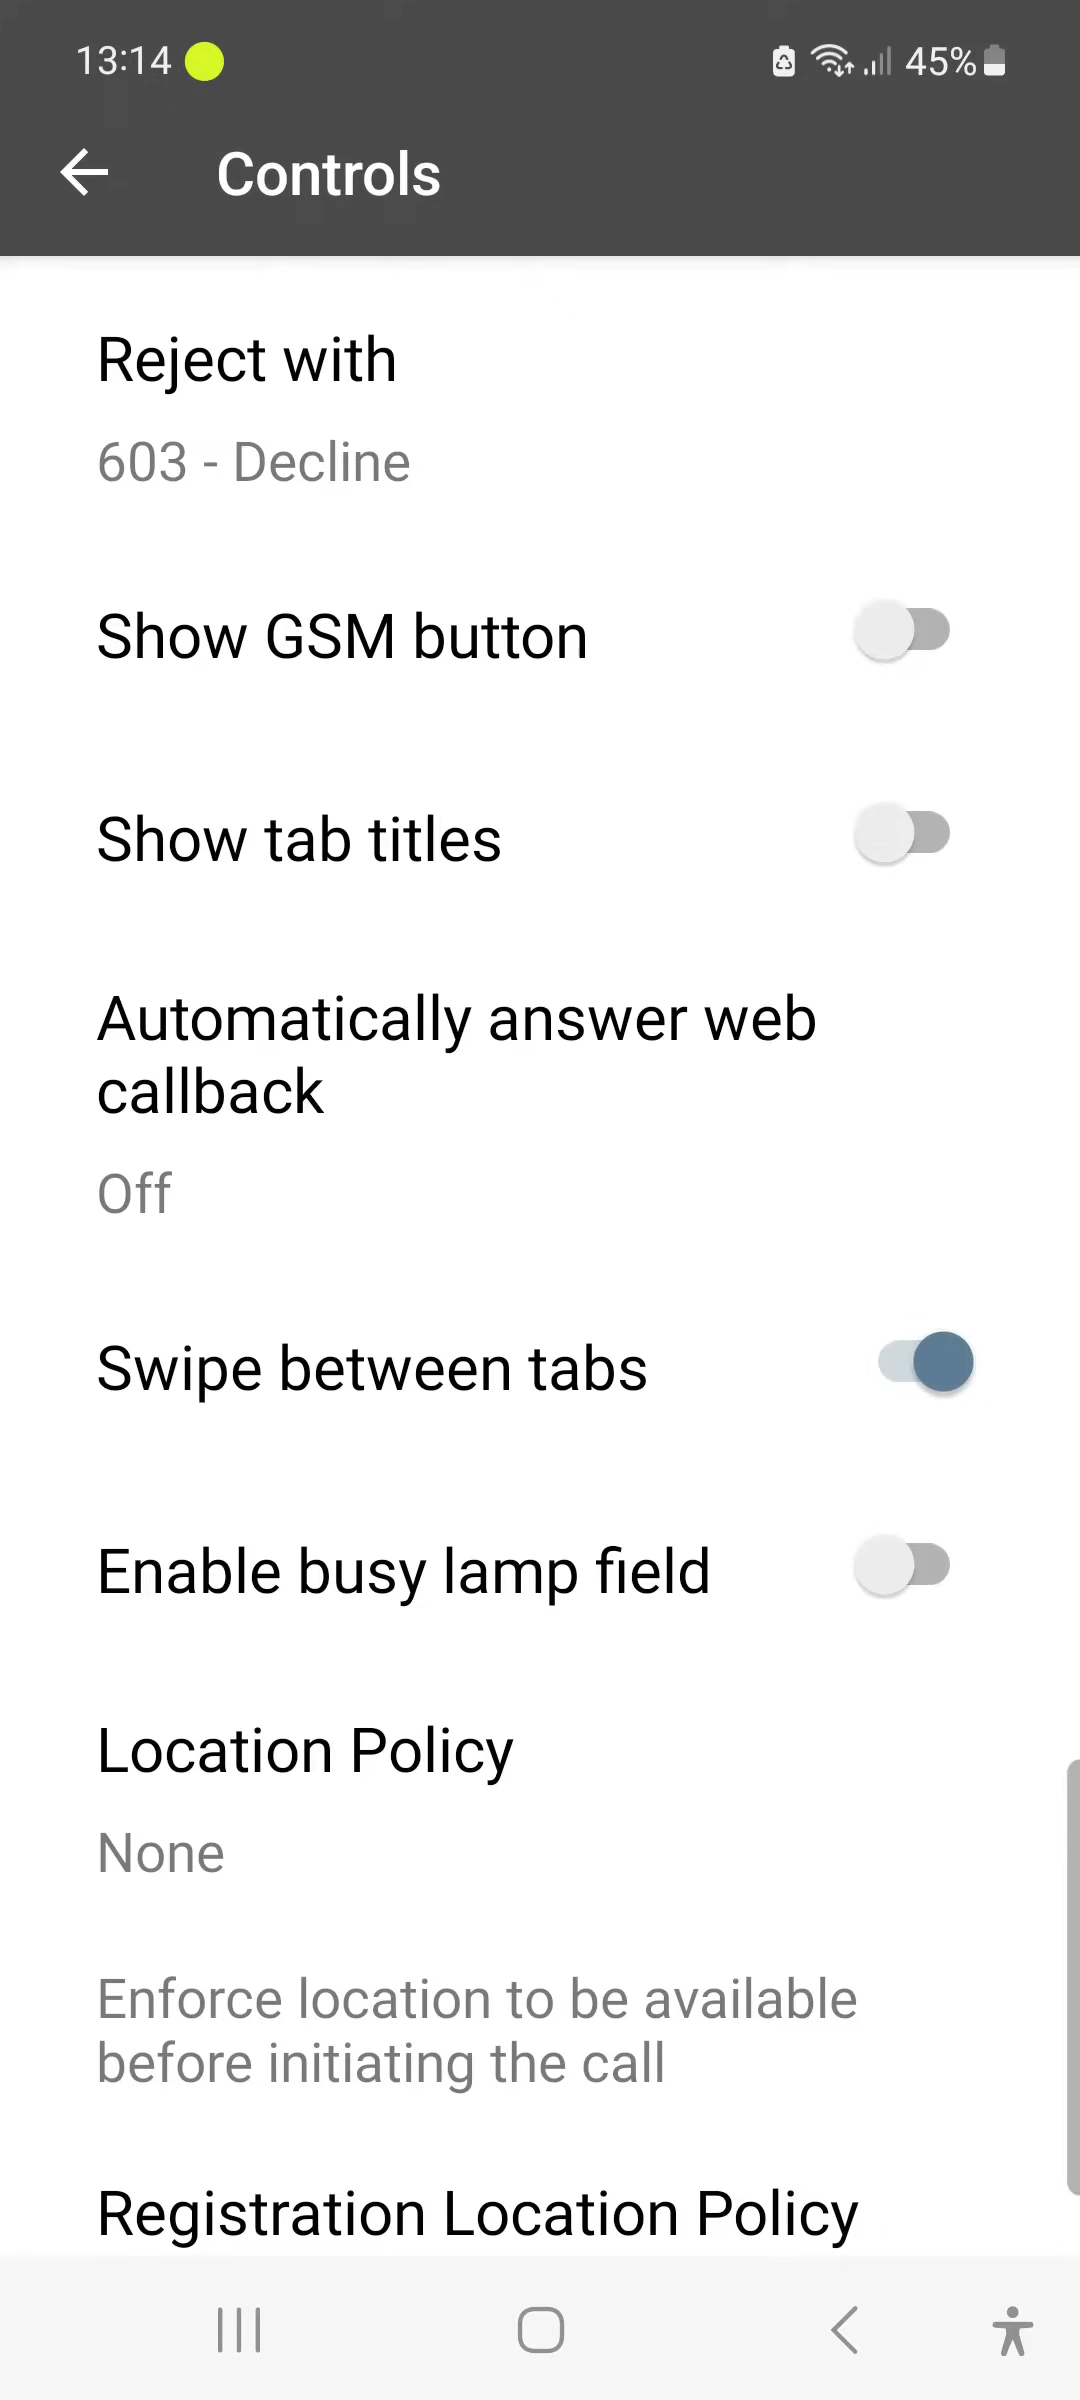 13:14
45%
Controls
Reject with
603 - Decline
Show GSM button
Show tab titles
Automatically answer web
callback
Off
Swipe between tabs
Enable busy lamp field
Location Policy
None
Enforce location to be available
before initiating the call
Registration Location Policy